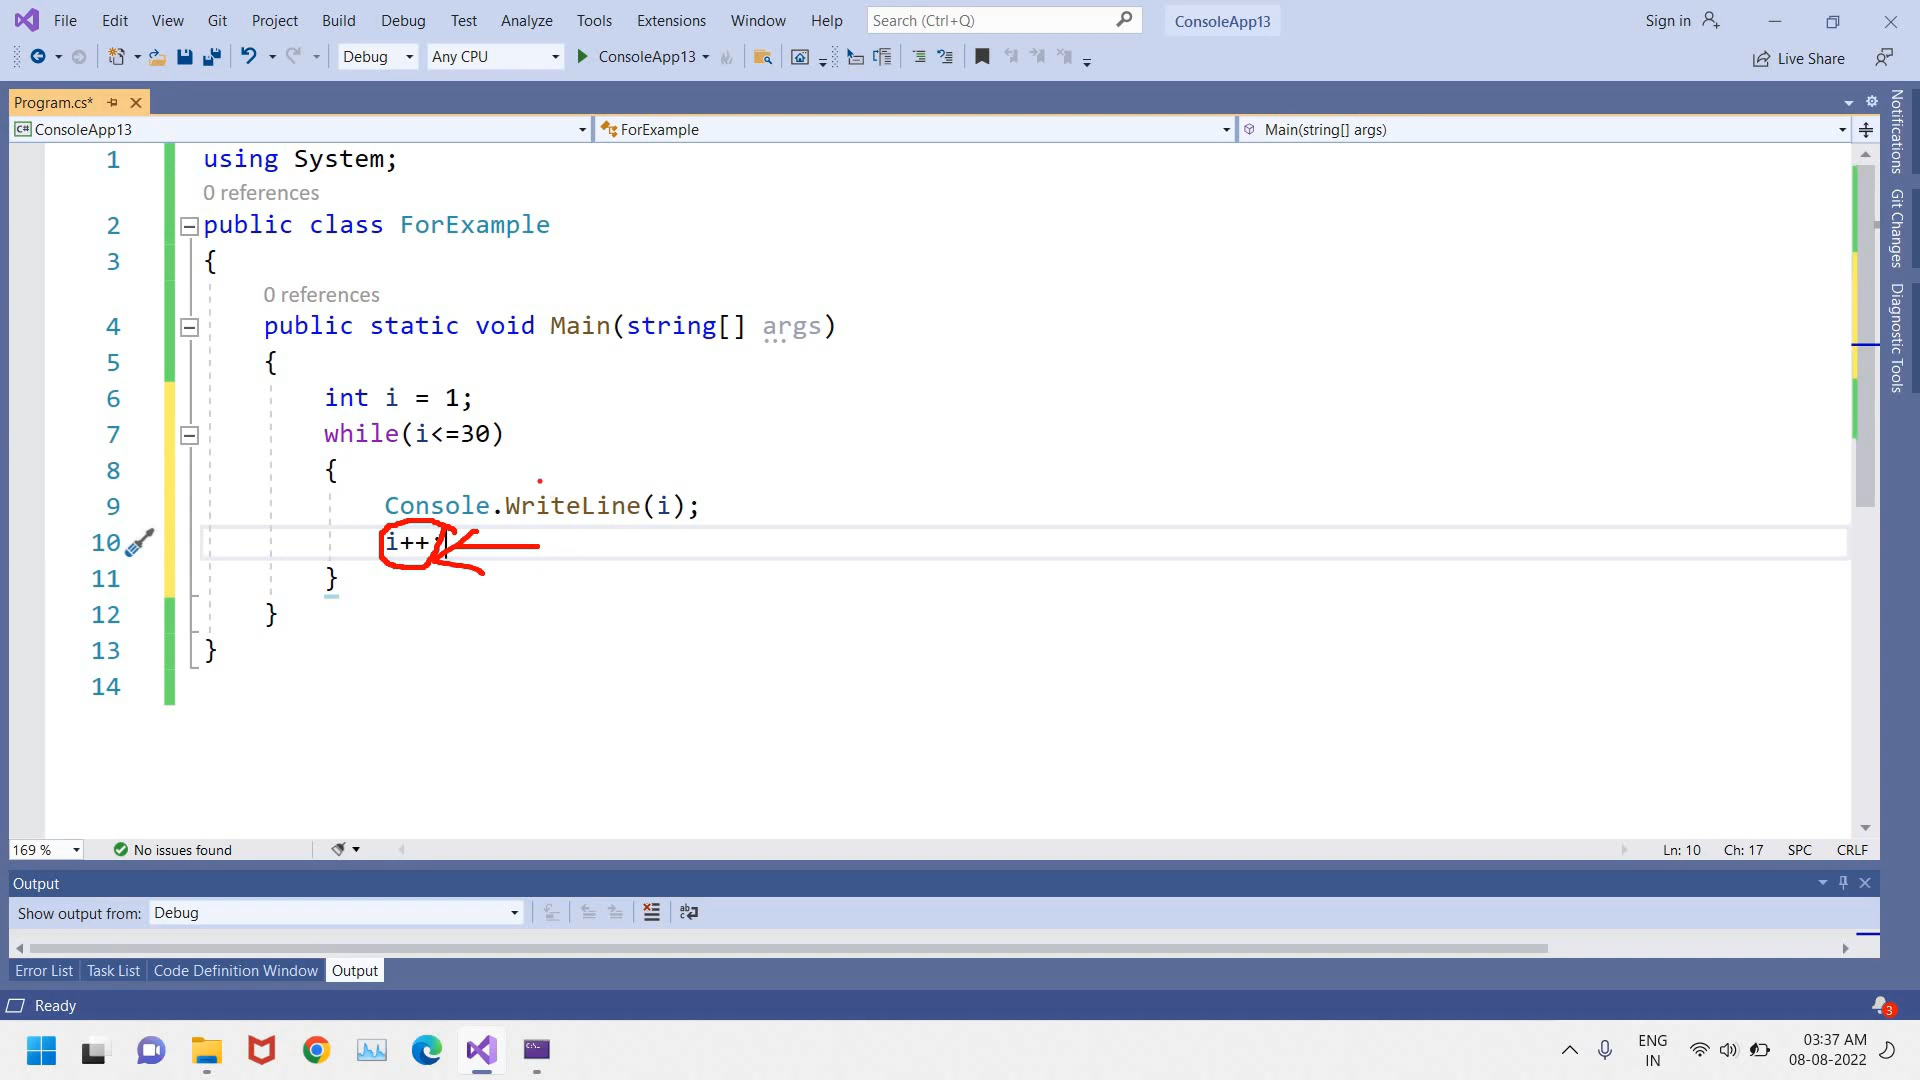 File Edit View Git Project Build Debug Test Analyze Tools Extensions Window Help Search (Ctrl+Q) ConsoleApp13 Sign in
Debug Any CPU ConsoleApp13 Live Share
Program.cs*
C# ConsoleApp13 ForExample Main(string[] args)
1 using System;
0 references
2 public class ForExample
3 {
0 references
4 public static void Main(string[] args)
5 {
6 int i = 1;
7 while(i<=30)
8 {
9 Console.WriteLine(i);
10 i++;
11 }
12 }
13 }
14
Notifications
Git Changes
Diagnostic Tools
169 % No issues found Ln: 10 Ch: 17 SPC CRLF
Output
Show output from: Debug
Error List Task List Code Definition Window Output
Ready 3
ENG 03:37 AM
IN 08-08-2022